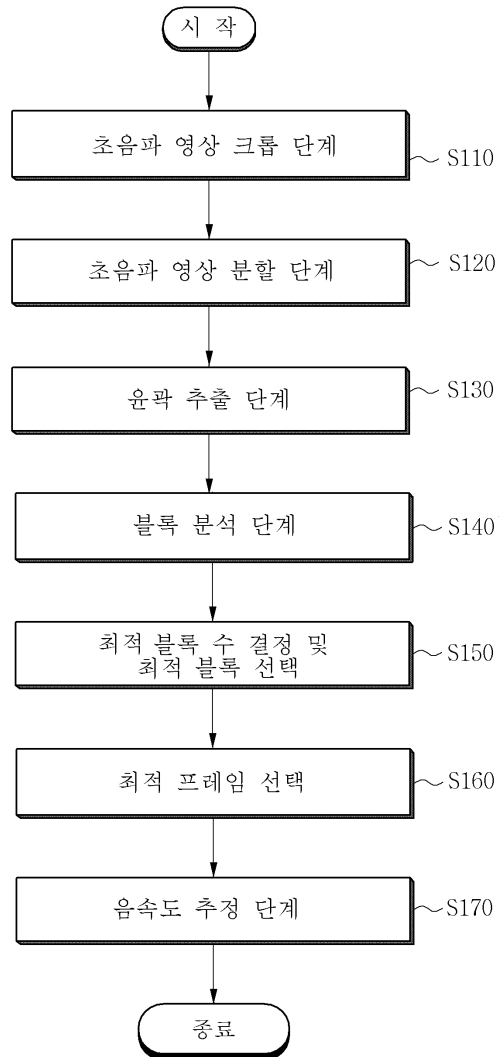 시 작
초음파 영상 크롭 단계
S110
초음파 영상 분할 단계
S120
윤곽 추출 단계
S130
블록 분석 단계
S140
최적 블록 수 결정 및
최적 블록 선택
S150
최적 프레임 선택
S160
음속도 추정 단계
S170
종료